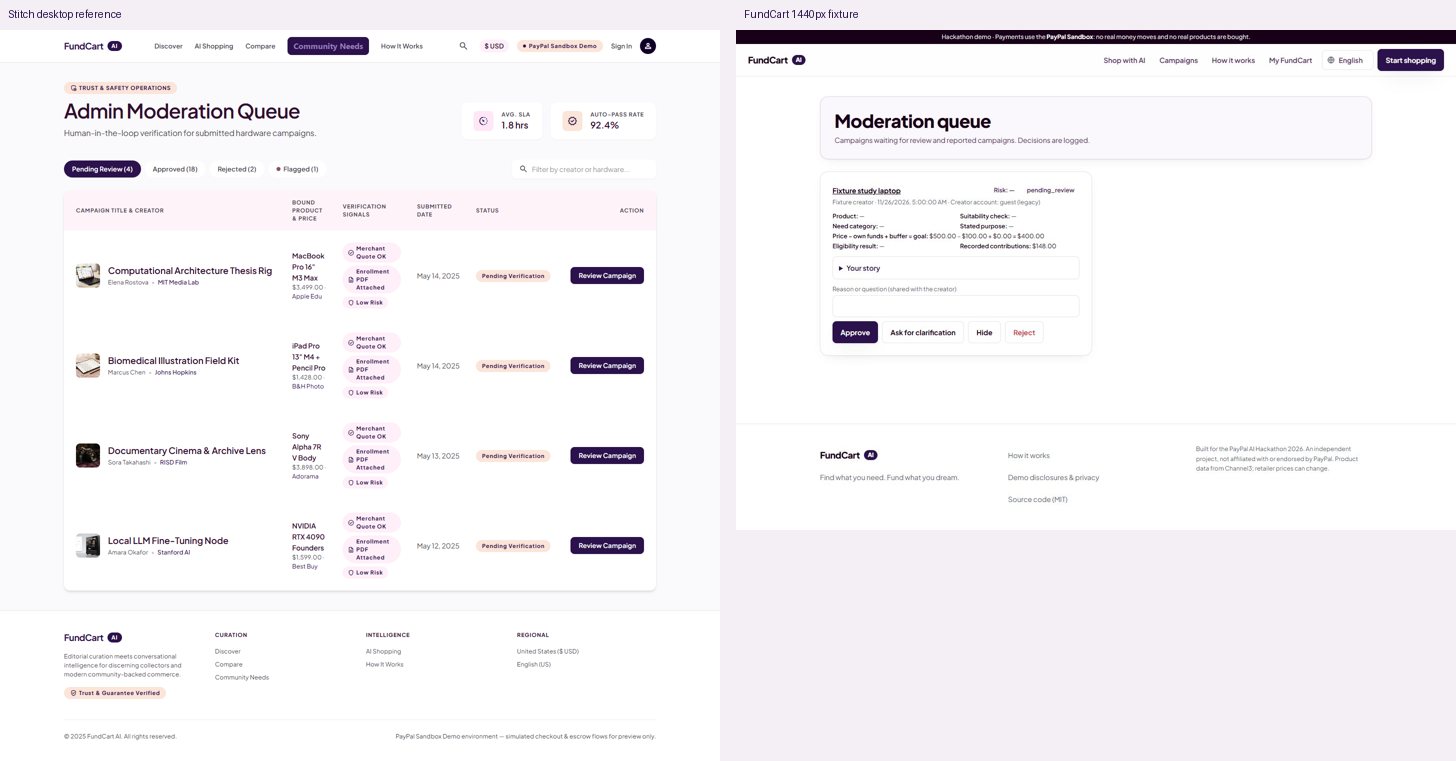 Stitch desktop reference
FundCart AI
Discover
AI Shopping
Compare
Community Needs
How It Works
$ USD
PayPal Sandbox Demo
Sign In
TRUST & SAFETY OPERATIONS
Admin Moderation Queue
Human-in-the-loop verification for submitted hardware campaigns.
AVG. SLA
1.8 hrs
AUTO-PASS RATE
92.4%
Pending Review (4)
Approved (18)
Rejected (2)
Flagged (1)
Filter by creator or hardware...
CAMPAIGN TITLE & CREATOR
BOUND
PRODUCT
& PRICE
VERIFICATION
SIGNALS
SUBMITTED
DATE
STATUS
ACTION
Computational Architecture Thesis Rig
Elena Rostova • MIT Media Lab
MacBook
Pro 16"
M3 Max
$3,499.00 ·
Apple Edu
Merchant
Quote OK
Enrollment
PDF
Attached
Low Risk
May 14, 2025
Pending Verification
Review Campaign
Biomedical Illustration Field Kit
Marcus Chen • Johns Hopkins
iPad Pro
13" M4 +
Pencil Pro
$1,428.00 ·
B&H Photo
Merchant
Quote OK
Enrollment
PDF
Attached
Low Risk
May 14, 2025
Pending Verification
Review Campaign
Documentary Cinema & Archive Lens
Sora Takahashi • RISD Film
Sony
Alpha 7R
V Body
$3,898.00 ·
Adorama
Merchant
Quote OK
Enrollment
PDF
Attached
Low Risk
May 13, 2025
Pending Verification
Review Campaign
Local LLM Fine-Tuning Node
Amara Okafor • Stanford AI
NVIDIA
RTX 4090
Founders
$1,599.00 ·
Best Buy
Merchant
Quote OK
Enrollment
PDF
Attached
Low Risk
May 12, 2025
Pending Verification
Review Campaign
FundCart AI
Editorial curation meets conversational
intelligence for discerning collectors and
modern community-backed commerce.
Trust & Guarantee Verified
CURATION
Discover
Compare
Community Needs
INTELLIGENCE
AI Shopping
How It Works
REGIONAL
United States ($ USD)
English (US)
© 2025 FundCart AI. All rights reserved.
PayPal Sandbox Demo environment — simulated checkout & escrow flows for preview only.
FundCart 1440px fixture
Hackathon demo · Payments use the PayPal Sandbox: no real money moves and no real products are bought.
FundCart AI
Shop with AI
Campaigns
How it works
My FundCart
English
Start shopping
Moderation queue
Campaigns waiting for review and reported campaigns. Decisions are logged.
Fixture study laptop
Risk: —
pending_review
Fixture creator · 11/26/2026, 5:00:00 AM · Creator account: guest (legacy)
Product: —
Suitability check: —
Need category: —
Stated purpose: —
Price − own funds + buffer = goal: $500.00 − $100.00 + $0.00 = $400.00
Eligibility result: —
Recorded contributions: $148.00
Your story
Reason or question (shared with the creator)
Approve
Ask for clarification
Hide
Reject
FundCart AI
Find what you need. Fund what you dream.
How it works
Demo disclosures & privacy
Source code (MIT)
Built for the PayPal AI Hackathon 2026. An independent
project, not affiliated with or endorsed by PayPal. Product
data from Channel3; retailer prices can change.